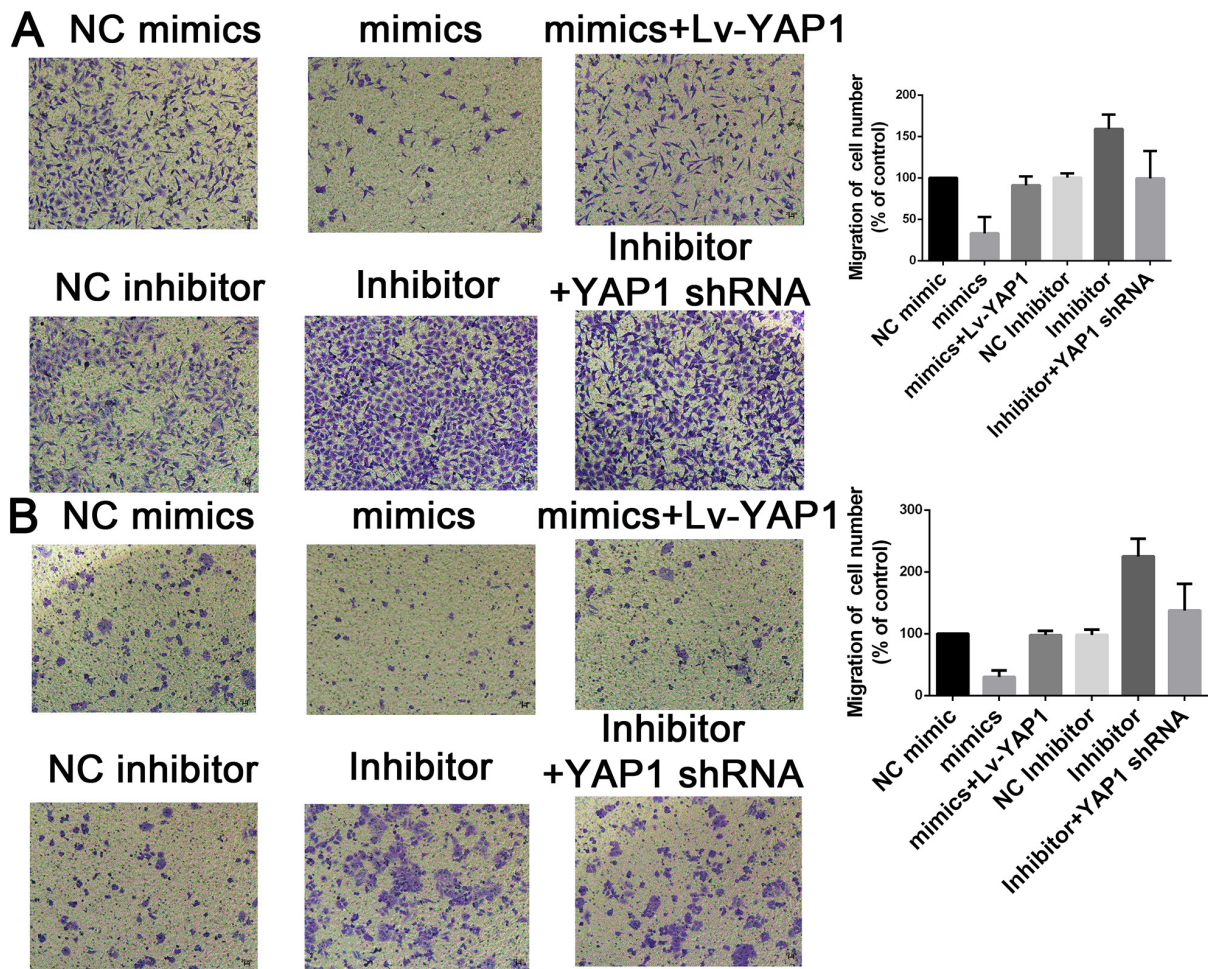 A
NC mimics
mimics
mimics+Lv-YAP1
NC inhibitor
Inhibitor
Inhibitor
+YAP1 shRNA
Migration of cell number
(% of control)
200
150
100
50
0
NC mimic
mimics
mimics+Lv-YAP1
NC Inhibitor
Inhibitor
Inhibitor+YAP1 shRNA
B
NC mimics
mimics
mimics+Lv-YAP1
NC inhibitor
Inhibitor
Inhibitor
+YAP1 shRNA
Migration of cell number
(% of control)
300
200
100
0
NC mimic
mimics
mimics+Lv-YAP1
NC Inhibitor
Inhibitor
Inhibitor+YAP1 shRNA